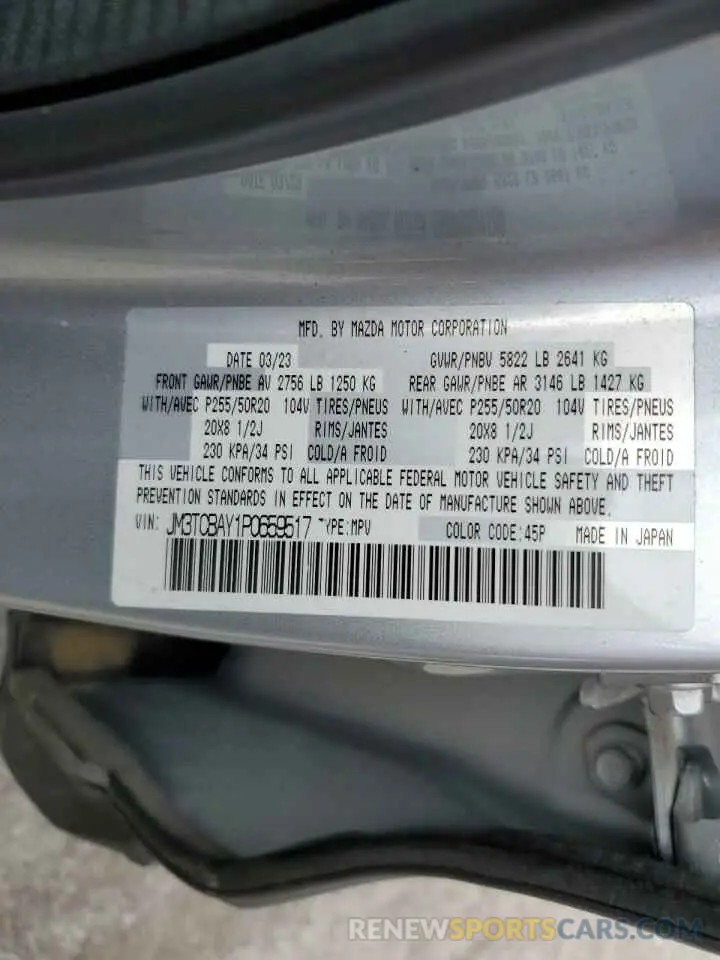 MFD. BY MAZDA MOTOR CORPORATION
DATE 03/23 GVWR/PNBV 5822 LB 2641 KG
FRONT GAWR/PNBE AV 2756 LB 1250 KG REAR GAWR/PNBE AR 3146 LB 1427 KG
WITH/AVEC P255/50R20 104V TIRES/PNEUS WITH/AVEC P255/50R20 104V TIRES/PNEUS
20X8 1/2J RIMS/JANTES 20X8 1/2J RIMS/JANTES
230 KPA/34 PSI COLD/A FROID 230 KPA/34 PSI COLD/A FROID
THIS VEHICLE CONFORMS TO ALL APPLICABLE FEDERAL MOTOR VEHICLE SAFETY AND THEFT
PREVENTION STANDARDS IN EFFECT ON THE DATE OF MANUFACTURE SHOWN ABOVE.
VIN: JM3TCBAY1P0659517 TYPE:MPV COLOR CODE:45P MADE IN JAPAN
RENEWSPORTSCARS.COM